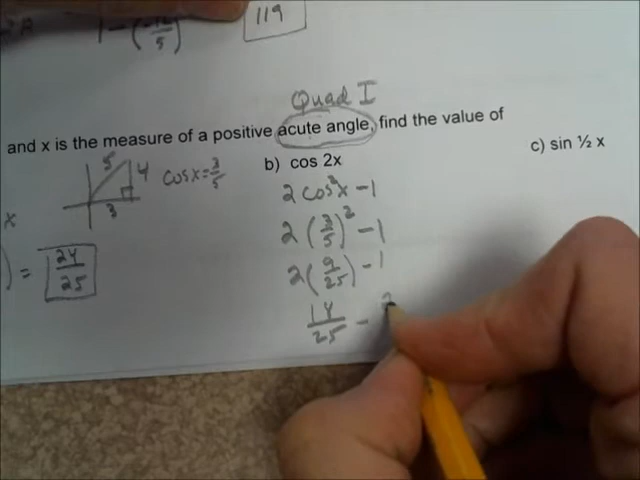 119
Quad I
and x is the measure of a positive acute angle, find the value of
b) cos 2x
c) sin ½ x
5
4
3
cos x = 3/5
2 cos²x - 1
x
2 (3/5)² - 1
) = 24/25
2 (9/25) - 1
14/25 - 2